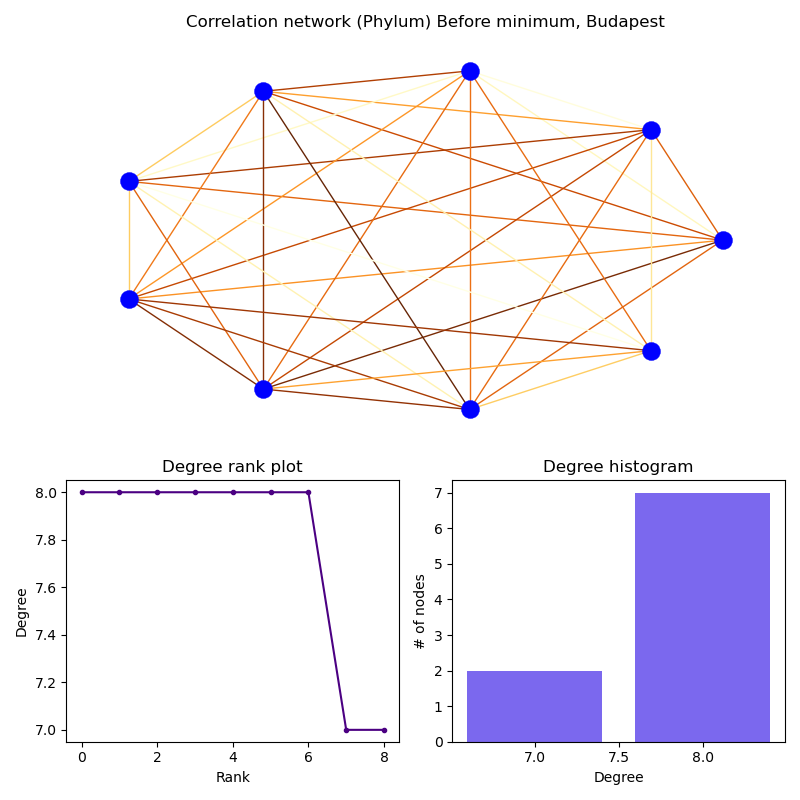 Correlation network (Phylum) Before minimum, Budapest
Degree rank plot
8.0
7.8
7.6
7.4
7.2
7.0
Degree
0 2 4 6 8
Rank
Degree histogram
7
6
5
4
3
2
1
0
# of nodes
7.0 7.5 8.0
Degree